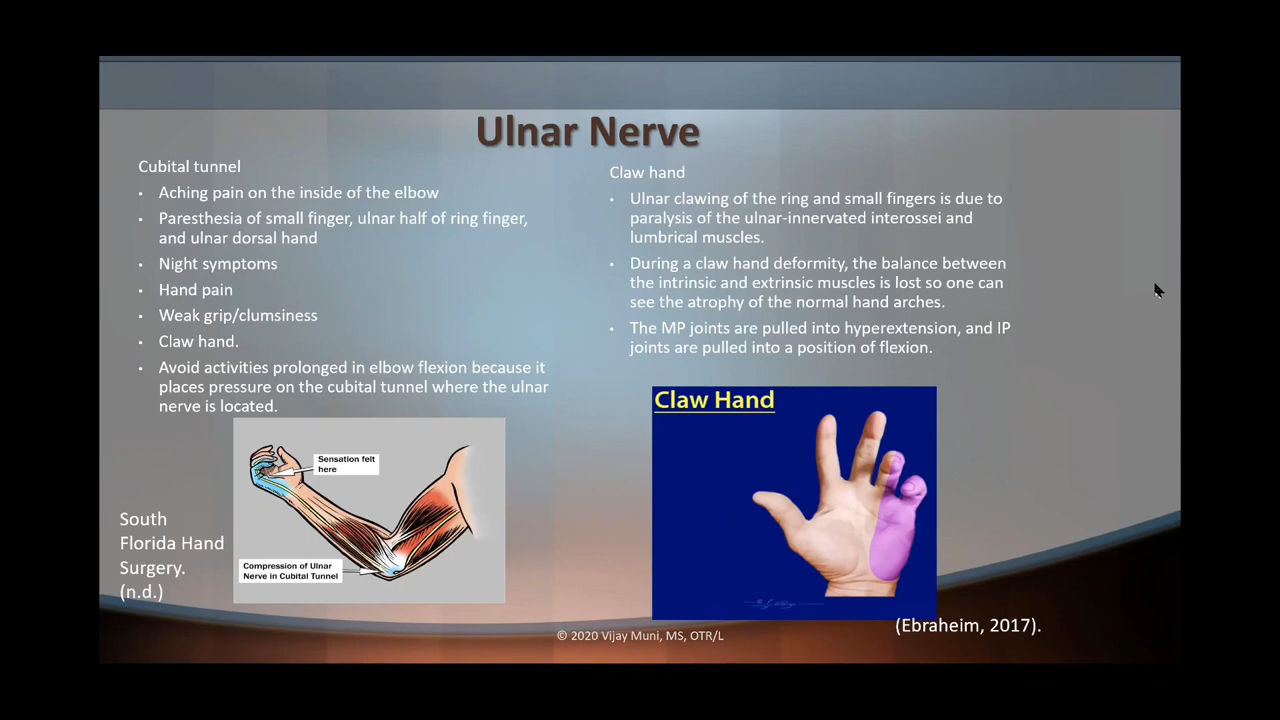 Ulnar Nerve
Cubital tunnel
• Aching pain on the inside of the elbow
• Paresthesia of small finger, ulnar half of ring finger,
and ulnar dorsal hand
• Night symptoms
• Hand pain
• Weak grip/clumsiness
• Claw hand.
• Avoid activities prolonged in elbow flexion because it
places pressure on the cubital tunnel where the ulnar
nerve is located.
Sensation felt
here
Compression of Ulnar
Nerve in Cubital Tunnel
South
Florida Hand
Surgery.
(n.d.)
Claw hand
• Ulnar clawing of the ring and small fingers is due to
paralysis of the ulnar-innervated interossei and
lumbrical muscles.
• During a claw hand deformity, the balance between
the intrinsic and extrinsic muscles is lost so one can
see the atrophy of the normal hand arches.
• The MP joints are pulled into hyperextension, and IP
joints are pulled into a position of flexion.
Claw Hand
(Ebraheim, 2017).
© 2020 Vijay Muni, MS, OTR/L